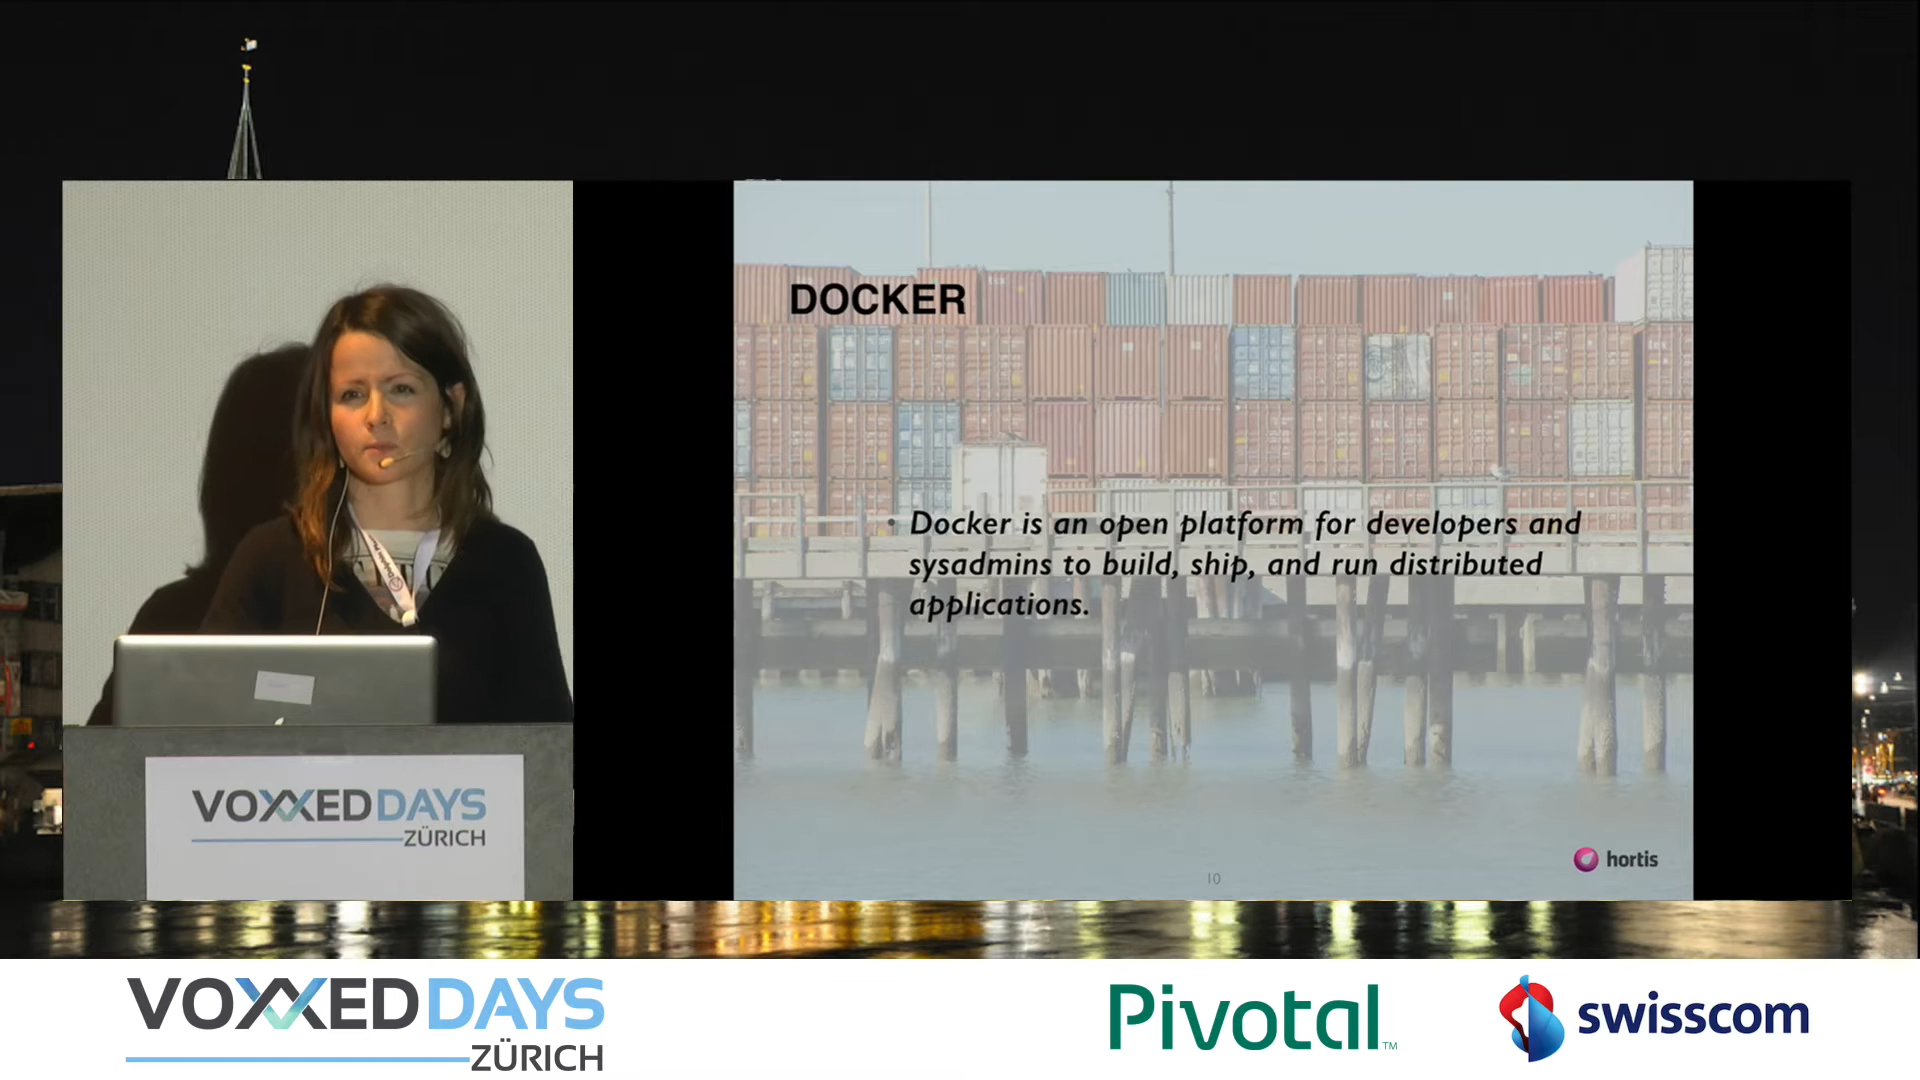 DOCKER
• Docker is an open platform for developers and
sysadmins to build, ship, and run distributed
applications.
hortis
10
VOXXED DAYS
ZÜRICH
VOXXED DAYS
ZÜRICH
Pivotal™
swisscom